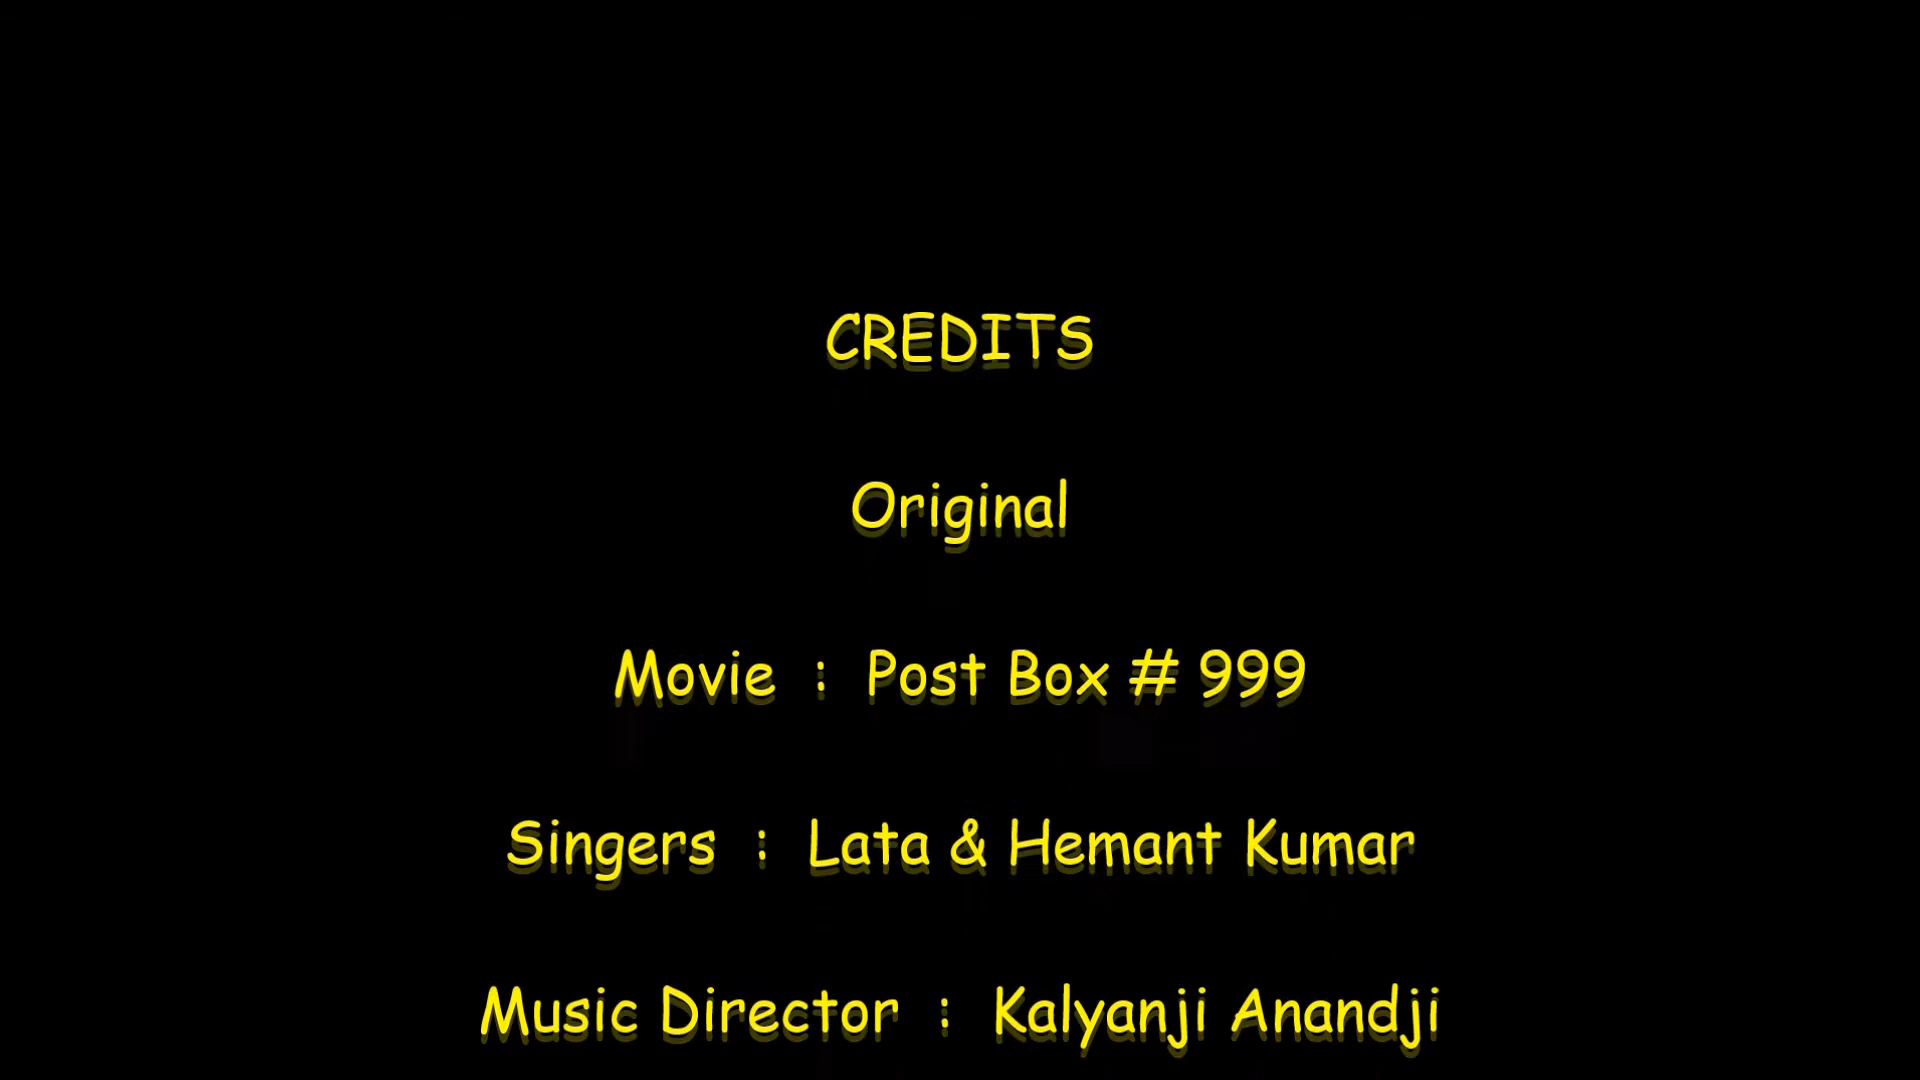 CREDITS
Original
Movie : Post Box # 999
Singers : Lata & Hemant Kumar
Music Director : Kalyanji Anandji